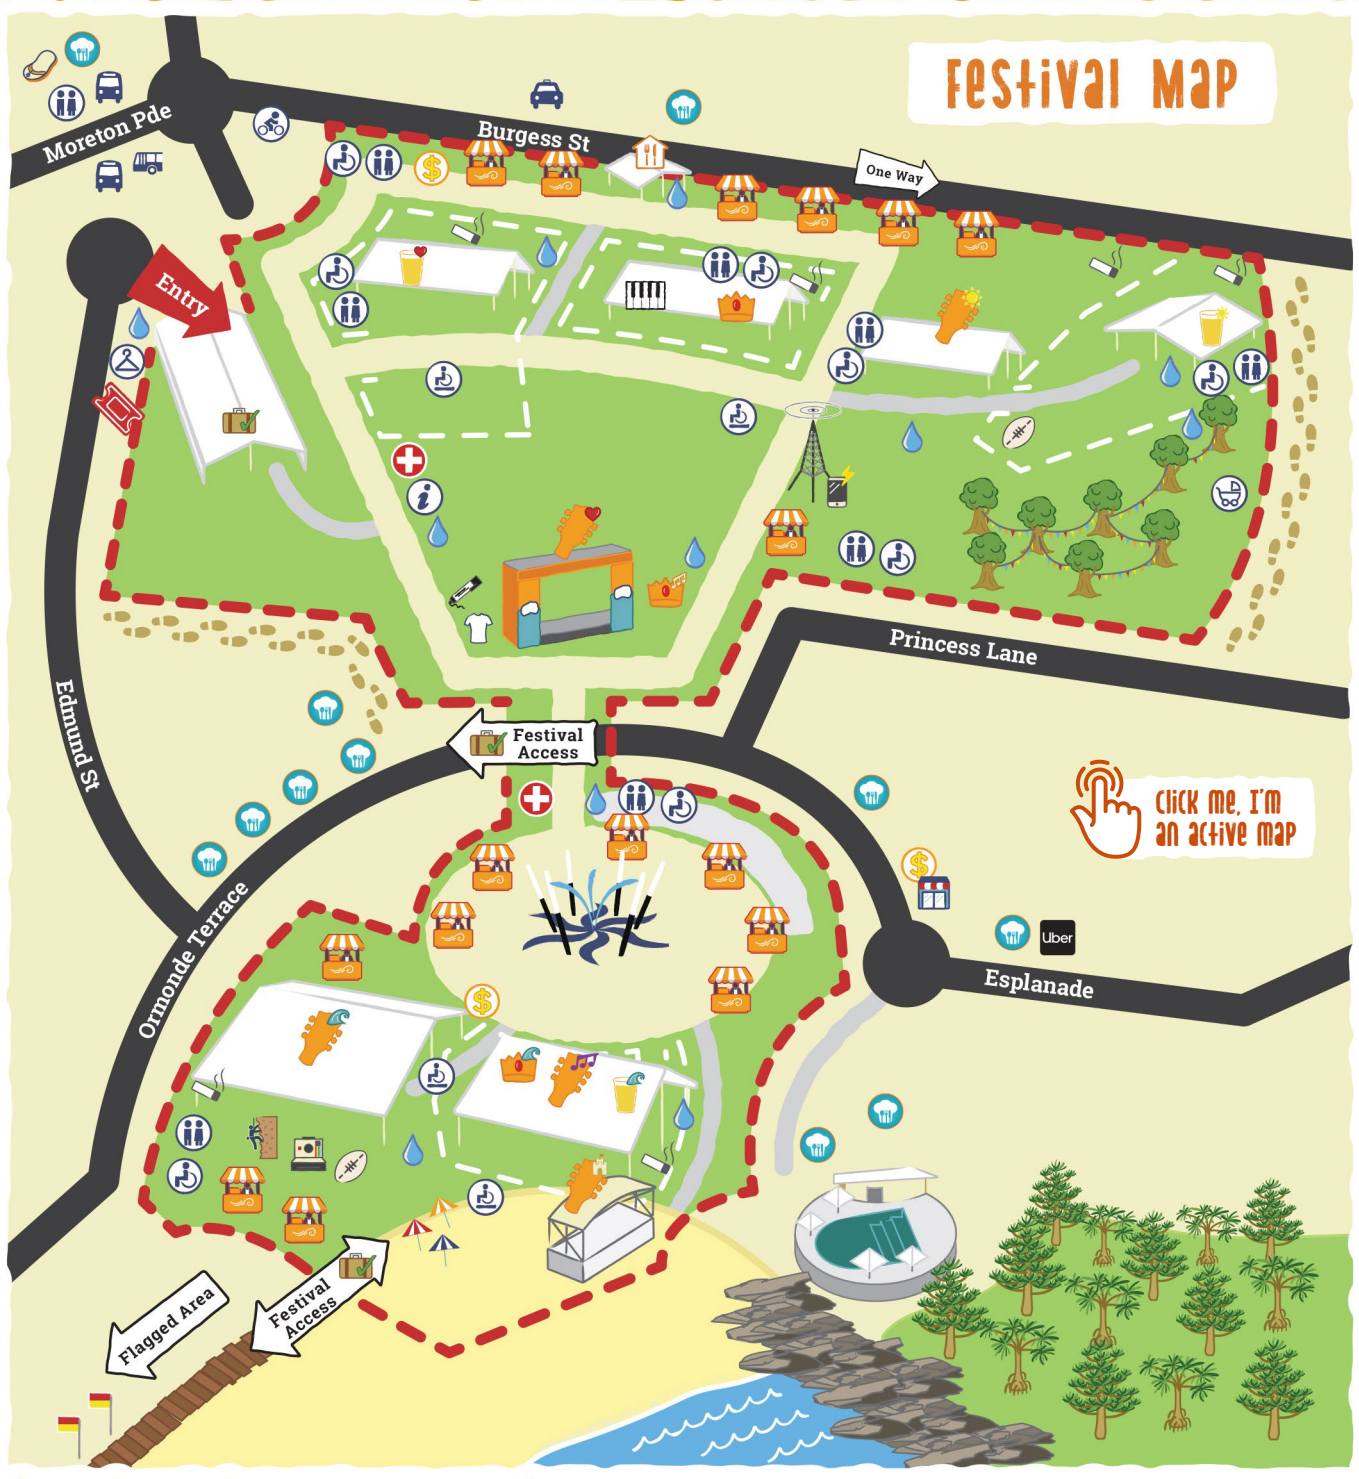 Festival Map
Moreton Pde
Burgess St
One Way
Entry
Princess Lane
Edmund St
Festival
Access
Click me, I'm
an active map
Ormonde Terrace
Uber
Esplanade
Festival
Access
Flagged Area